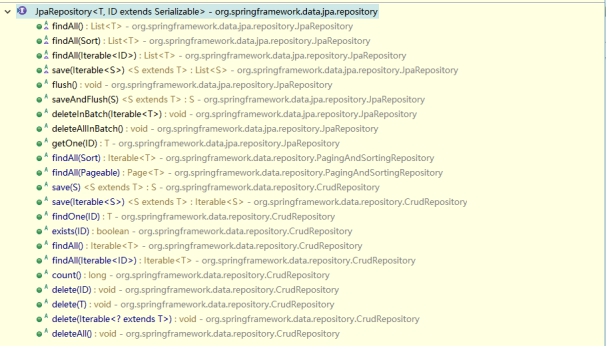 JpaRepository<T, ID extends Serializable> - org.springframework.data.jpa.repository
findAll() : List<T> - org.springframework.data.jpa.repository.JpaRepository
findAll(Sort) : List<T> - org.springframework.data.jpa.repository.JpaRepository
findAll(Iterable<ID>) : List<T> - org.springframework.data.jpa.repository.JpaRepository
save(Iterable<S>) <S extends T> : List<S> - org.springframework.data.jpa.repository.JpaRepository
flush() : void - org.springframework.data.jpa.repository.JpaRepository
saveAndFlush(S) <S extends T> : S - org.springframework.data.jpa.repository.JpaRepository
deleteInBatch(Iterable<T>) : void - org.springframework.data.jpa.repository.JpaRepository
deleteAllInBatch() : void - org.springframework.data.jpa.repository.JpaRepository
getOne(ID) : T - org.springframework.data.jpa.repository.JpaRepository
findAll(Sort) : Iterable<T> - org.springframework.data.repository.PagingAndSortingRepository
findAll(Pageable) : Page<T> - org.springframework.data.repository.PagingAndSortingRepository
save(S) <S extends T> : S - org.springframework.data.repository.CrudRepository
save(Iterable<S>) <S extends T> : Iterable<S> - org.springframework.data.repository.CrudRepository
findOne(ID) : T - org.springframework.data.repository.CrudRepository
exists(ID) : boolean - org.springframework.data.repository.CrudRepository
findAll() : Iterable<T> - org.springframework.data.repository.CrudRepository
findAll(Iterable<ID>) : Iterable<T> - org.springframework.data.repository.CrudRepository
count() : long - org.springframework.data.repository.CrudRepository
delete(ID) : void - org.springframework.data.repository.CrudRepository
delete(T) : void - org.springframework.data.repository.CrudRepository
delete(Iterable<? extends T>) : void - org.springframework.data.repository.CrudRepository
deleteAll() : void - org.springframework.data.repository.CrudRepository